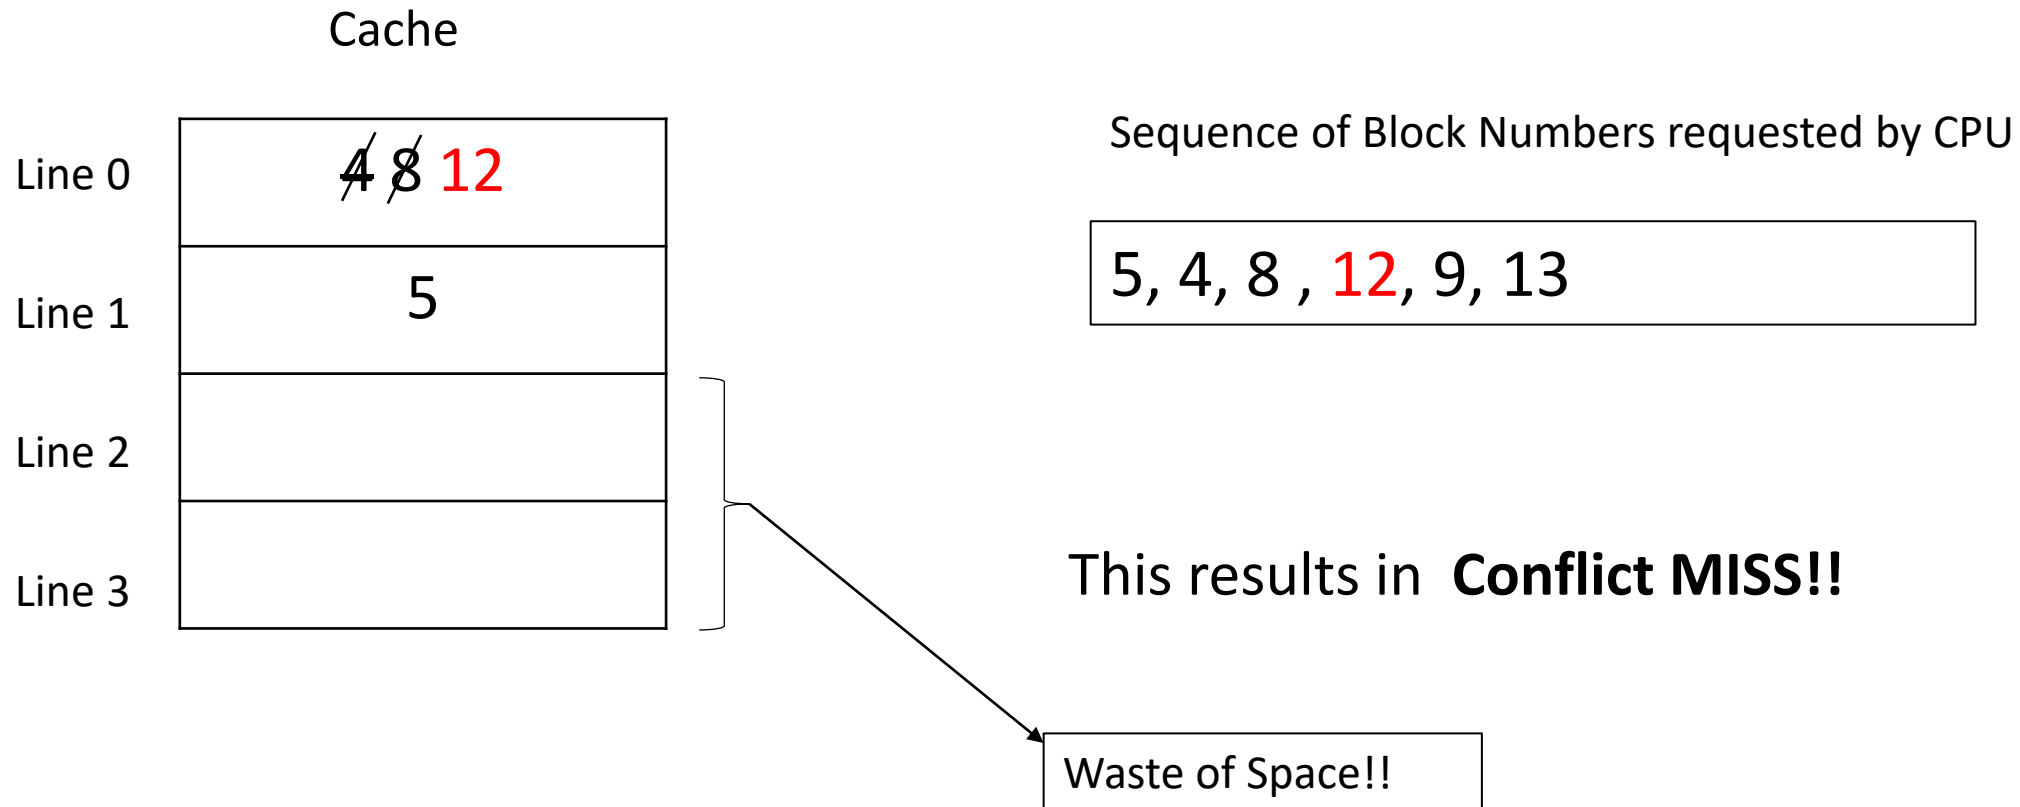 Cache
Sequence of Block Numbers requested by CPU
Line 0
4 8 12
5, 4, 8 , 12, 9, 13
Line 1
5
Line 2
Line 3
This results in Conflict MISS!!
Waste of Space!!